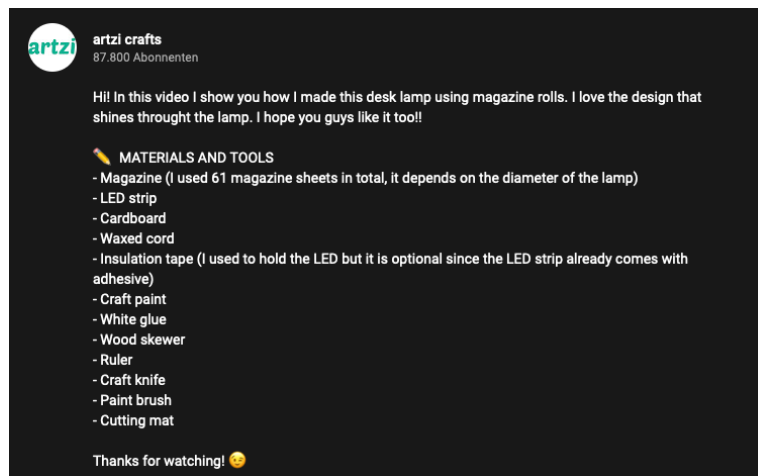 artzi
artzi crafts
87.800 Abonnenten
Hi! In this video I show you how I made this desk lamp using magazine rolls. I love the design that
shines throught the lamp. I hope you guys like it too!!
✏️ MATERIALS AND TOOLS
- Magazine (I used 61 magazine sheets in total, it depends on the diameter of the lamp)
- LED strip
- Cardboard
- Waxed cord
- Insulation tape (I used to hold the LED but it is optional since the LED strip already comes with
adhesive)
- Craft paint
- White glue
- Wood skewer
- Ruler
- Craft knife
- Paint brush
- Cutting mat
Thanks for watching! 😉